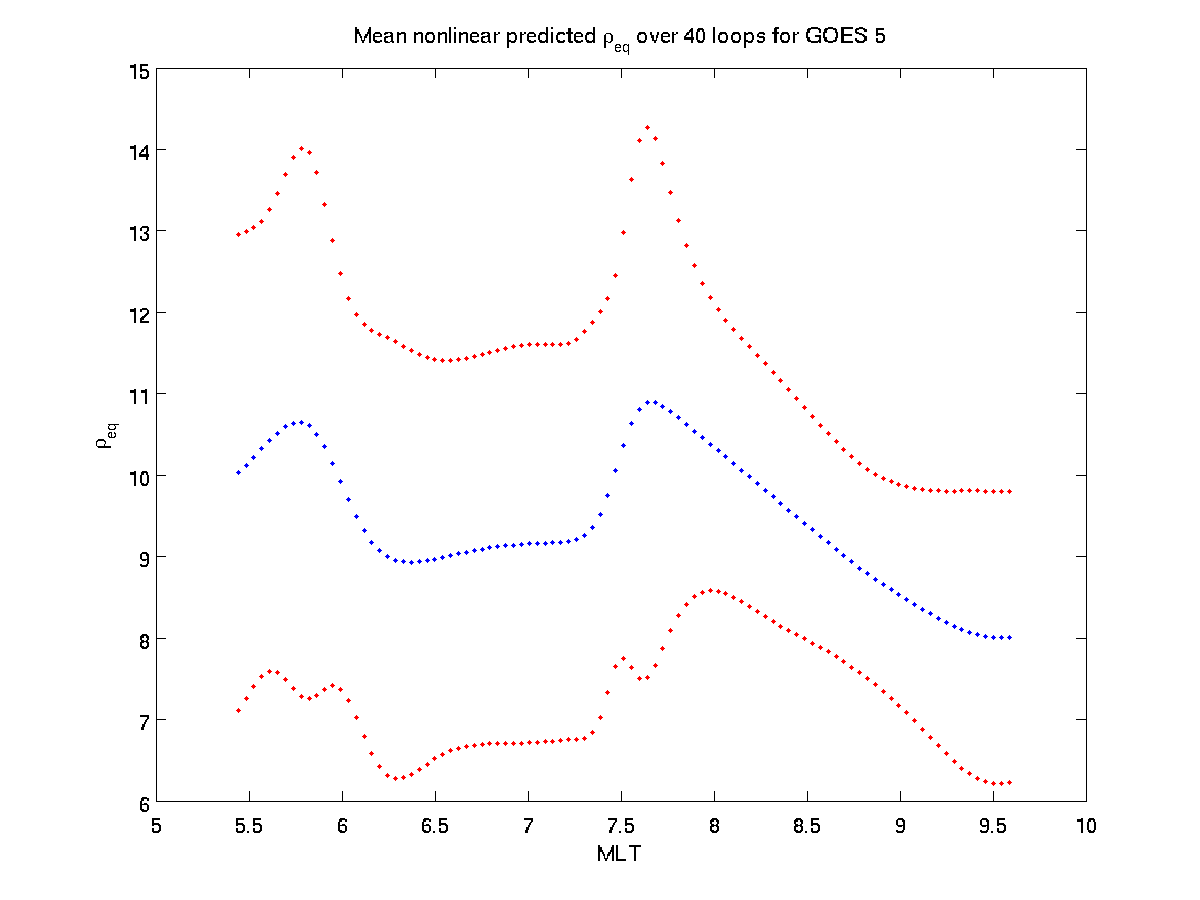 Mean nonlinear predicted ρeq over 40 loops for GOES 5
15
14
13
12
11
10
9
8
7
6
ρeq
5 5.5 6 6.5 7 7.5 8 8.5 9 9.5 10
MLT